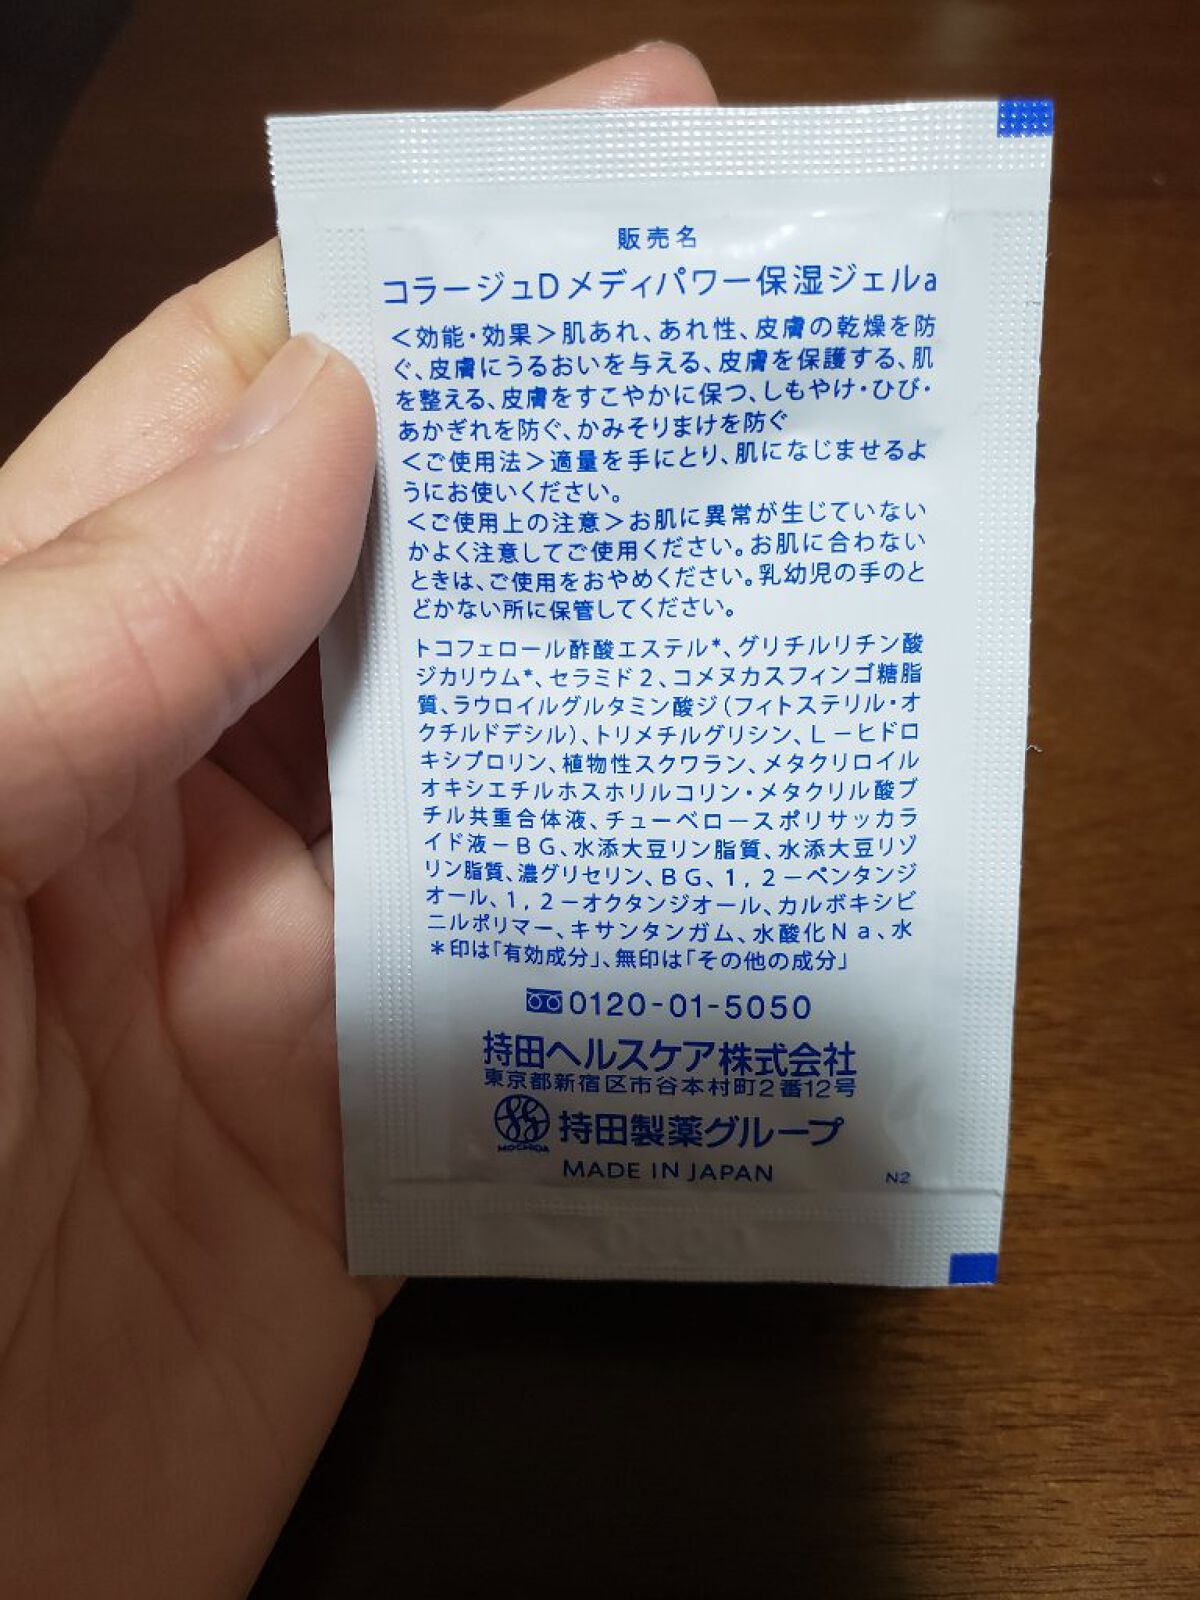 販売名
コラージュDメディパワー保湿ジェルa
＜効能・効果＞肌あれ、あれ性、皮膚の乾燥を防
ぐ、皮膚にうるおいを与える、皮膚を保護する、肌
を整える、皮膚をすこやかに保つ、しもやけ・ひび・
あかぎれを防ぐ、かみそりまけを防ぐ
＜ご使用法＞適量を手にとり、肌になじませるよ
うにお使いください。
＜ご使用上の注意＞お肌に異常が生じていない
かよく注意してご使用ください。お肌に合わない
ときは、ご使用をおやめください。乳幼児の手のと
どかない所に保管してください。
トコフェロール酢酸エステル*、グリチルリチン酸
ジカリウム*、セラミド2、コメヌカスフィンゴ糖脂
質、ラウロイルグルタミン酸ジ(フィトステリル・オ
クチルドデシル)、トリメチルグリシン、L－ヒドロ
キシプロリン、植物性スクワラン、メタクリロイル
オキシエチルホスホリルコリン・メタクリル酸ブ
チル共重合体液、チューベロースポリサッカラ
イド液－BG、水添大豆リン脂質、水添大豆リゾ
リン脂質、濃グリセリン、BG、1，2－ペンタンジ
オール、1，2－オクタンジオール、カルボキシビ
ニルポリマー、キサンタンガム、水酸化Na、水
*印は「有効成分」、無印は「その他の成分」
0120-01-5050
持田ヘルスケア株式会社
東京都新宿区市谷本村町2番12号
MOCHIDA 持田製薬グループ
MADE IN JAPAN N2